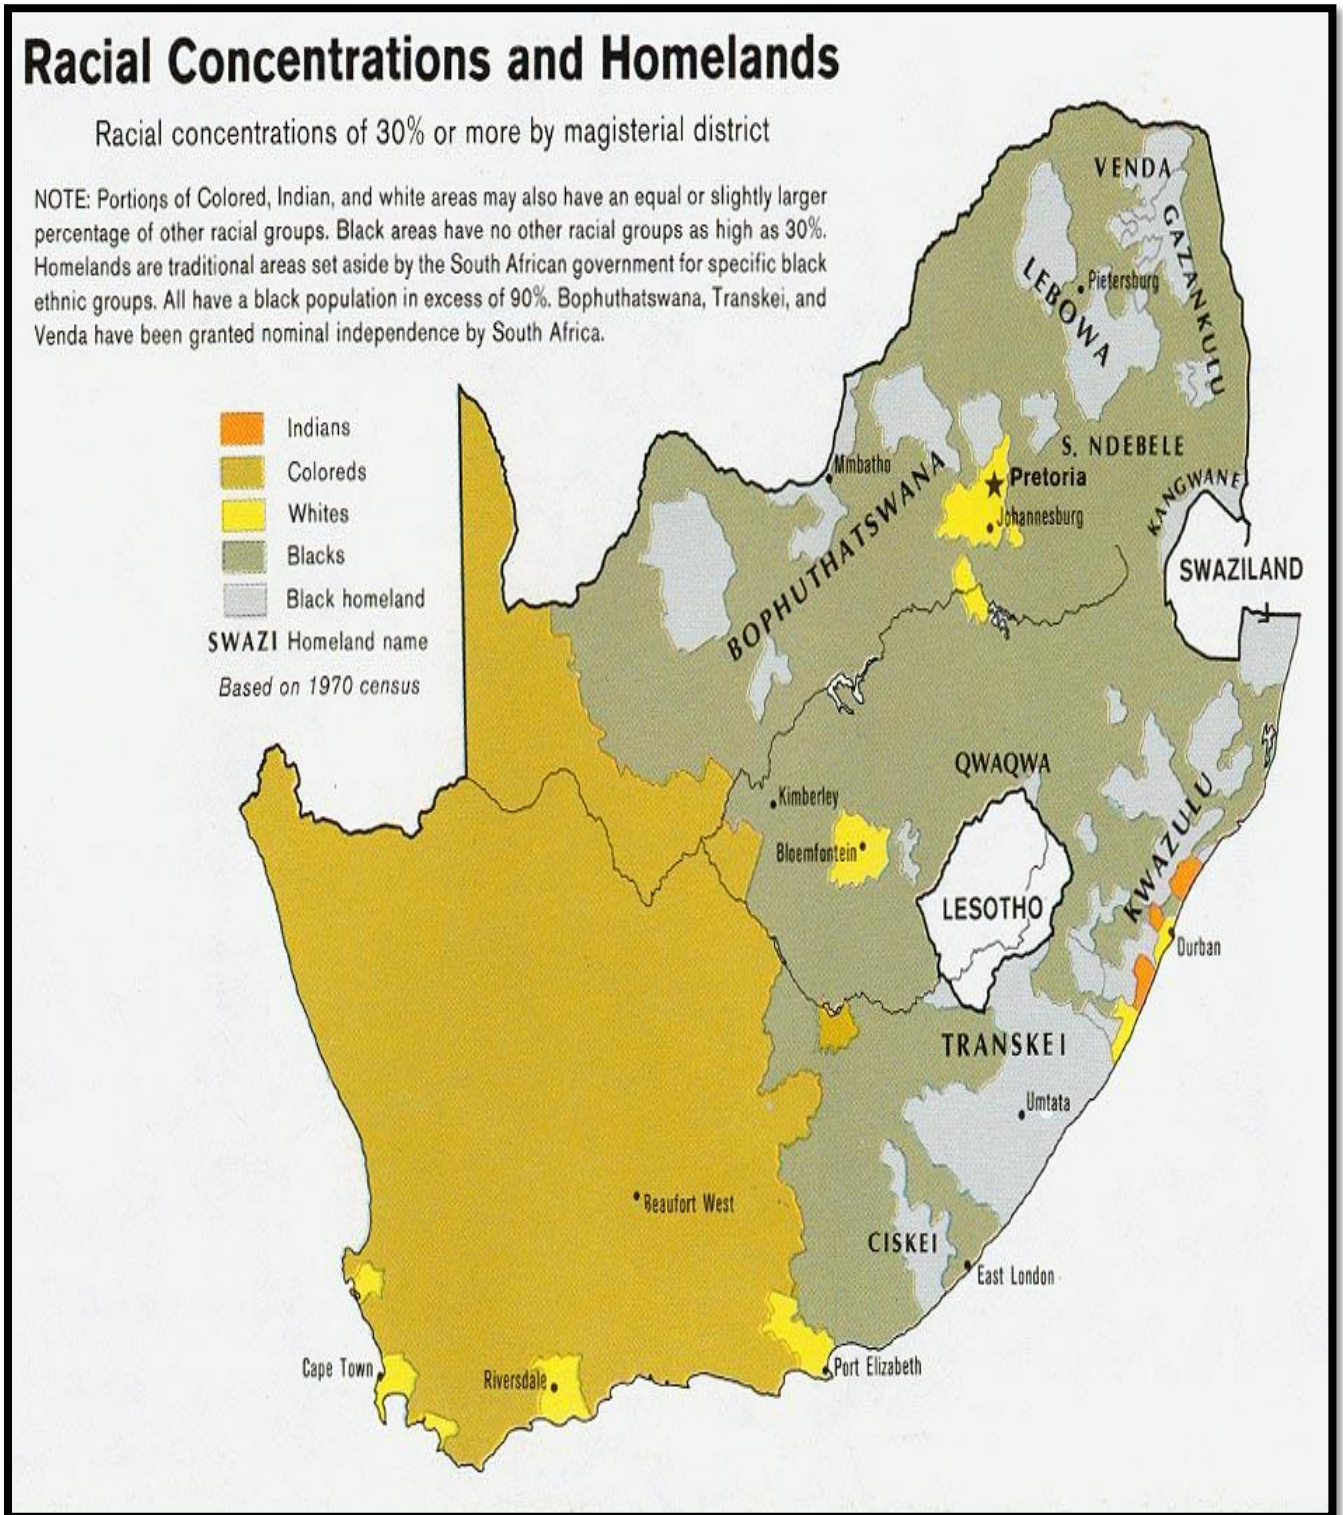 Racial Concentrations and Homelands
Racial concentrations of 30% or more by magisterial district
NOTE: Portions of Colored, Indian, and white areas may also have an equal or slightly larger
percentage of other racial groups. Black areas have no other racial groups as high as 30%.
Homelands are traditional areas set aside by the South African government for specific black
ethnic groups. All have a black population in excess of 90%. Bophuthatswana, Transkei, and
Venda have been granted nominal independence by South Africa.
Indians
Coloreds
Whites
Blacks
Black homeland
SWAZI Homeland name
Based on 1970 census
VENDA
GAZANKULU
LEBOWA
Pietersburg
S. NDEBELE
Mmbatho
Pretoria
KANGWANE
Johannesburg
BOPHUTHATSWANA
SWAZILAND
QWAQWA
Kimberley
KWAZULU
Bloemfontein
LESOTHO
Durban
TRANSKEI
Umtata
Beaufort West
CISKEI
East London
Cape Town
Riversdale
Port Elizabeth